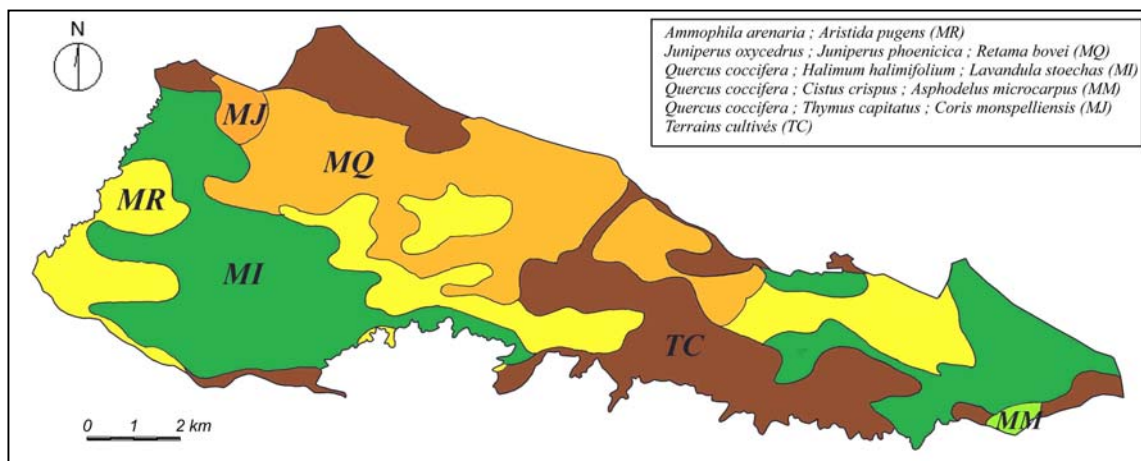 N
Ammophila arenaria ; Aristida pugens (MR)
Juniperus oxycedrus ; Juniperus phoenicica ; Retama bovei (MQ)
Quercus coccifera ; Halimum halimifolium ; Lavandula stoechas (MI)
Quercus coccifera ; Cistus crispus ; Asphodelus microcarpus (MM)
Quercus coccifera ; Thymus capitatus ; Coris monspelliensis (MJ)
Terrains cultivés (TC)
MJ
MQ
MR
MI
TC
MM
0 1 2 km